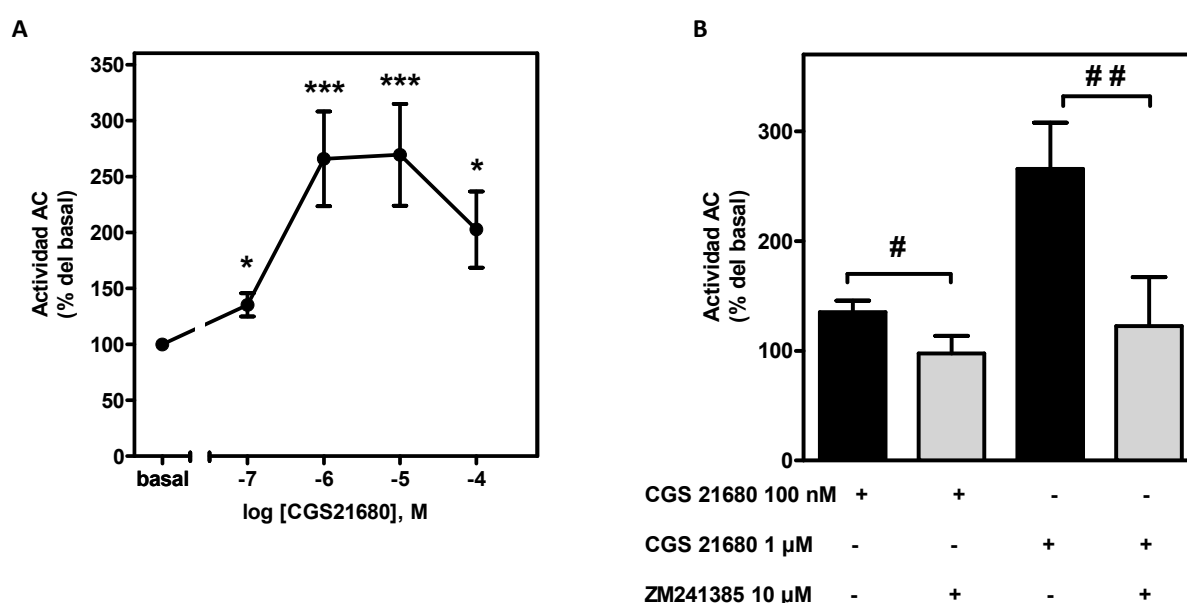 A
Actividad AC
(% del basal)
350
300
250
200
150
100
50
0
***
***
*
*
basal -7 -6 -5 -4
log [CGS21680], M
B
Actividad AC
(% del basal)
300
200
100
0
# #
#
CGS 21680 100 nM + + - -
CGS 21680 1 µM - - + +
ZM241385 10 µM - + - +